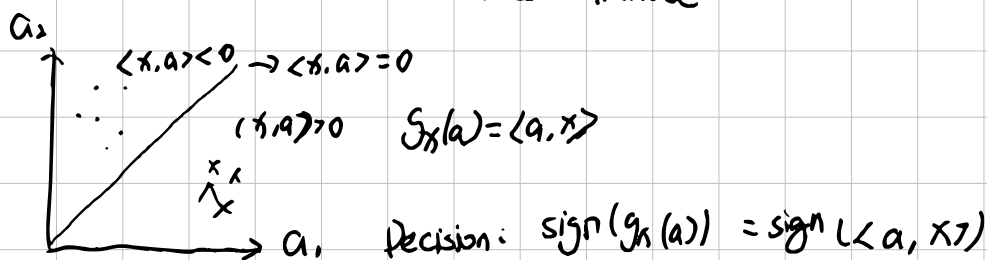 a₂
<x,a><0 → <x,a>=0
(x,a)>0 gₓ(a)=<a,x>
a₁ Decision: sign(gₓ(a)) = sign(<a,x>)